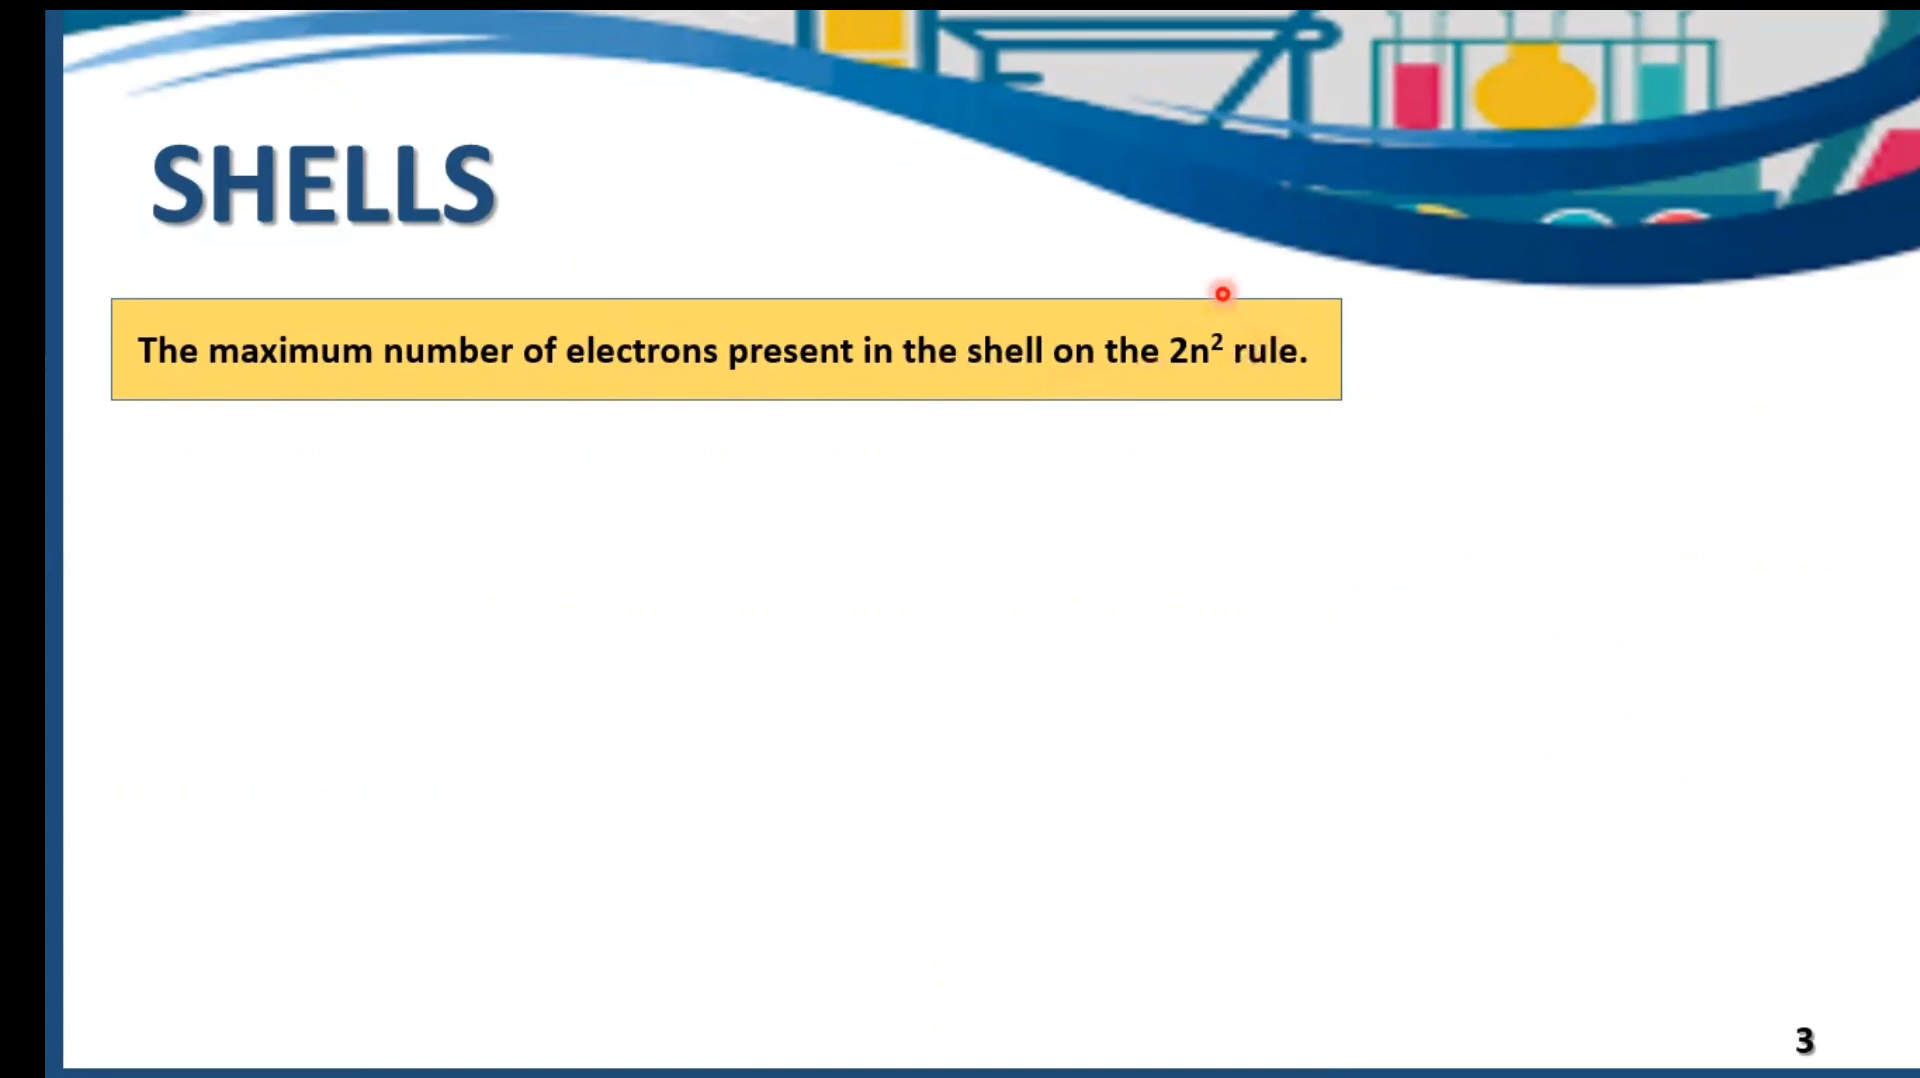 SHELLS
The maximum number of electrons present in the shell on the 2n² rule.
3